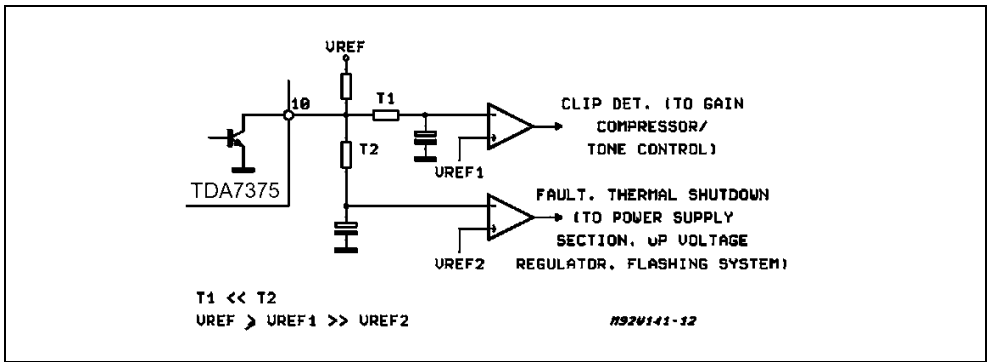 VREF
10
T1
CLIP DET. (TO GAIN
COMPRESSOR/
TONE CONTROL)
T2
VREF1
TDA7375
FAULT. THERMAL SHUTDOWN
(TO POWER SUPPLY
SECTION. uP VOLTAGE
REGULATOR. FLASHING SYSTEM)
VREF2
T1 << T2
VREF > VREF1 >> VREF2
M92W141-12